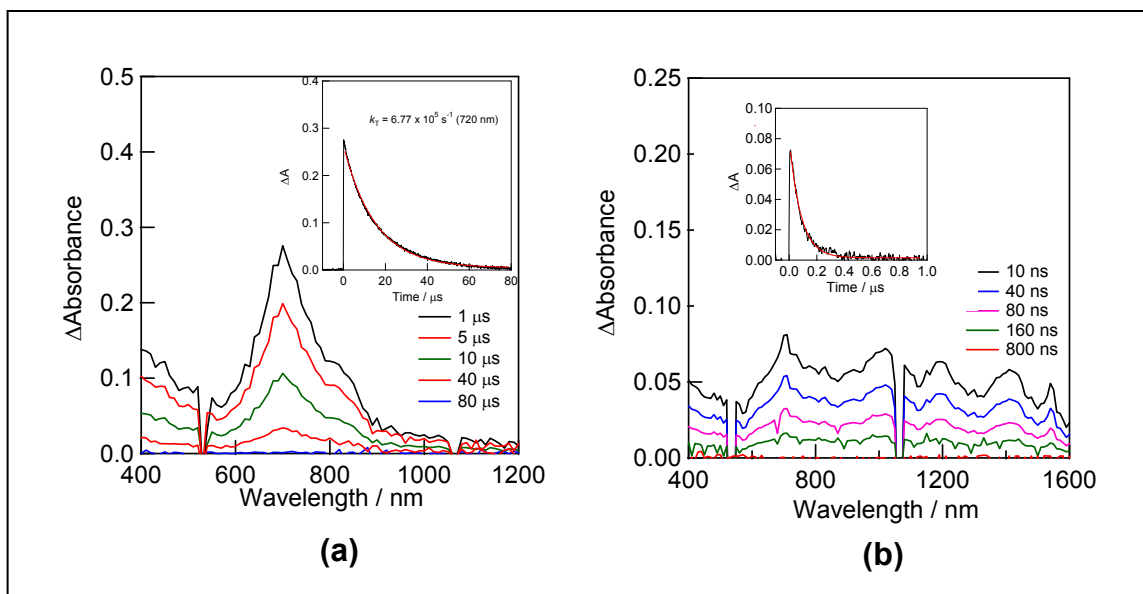 0.5
0.4
0.3
0.2
0.1
0.0
ΔAbsorbance
400 600 800 1000 1200
Wavelength / nm
0.4
0.3
0.2
0.1
0.0
ΔA
0 20 40 60 80
Time / μs
k_T = 6.77 x 10⁵ s⁻¹ (720 nm)
1 μs
5 μs
10 μs
40 μs
80 μs
(a)
0.25
0.20
0.15
0.10
0.05
0.00
ΔAbsorbance
400 800 1200 1600
Wavelength / nm
0.10
0.08
0.06
0.04
0.02
0.00
ΔA
0.0 0.2 0.4 0.6 0.8 1.0
Time / μs
10 ns
40 ns
80 ns
160 ns
800 ns
(b)